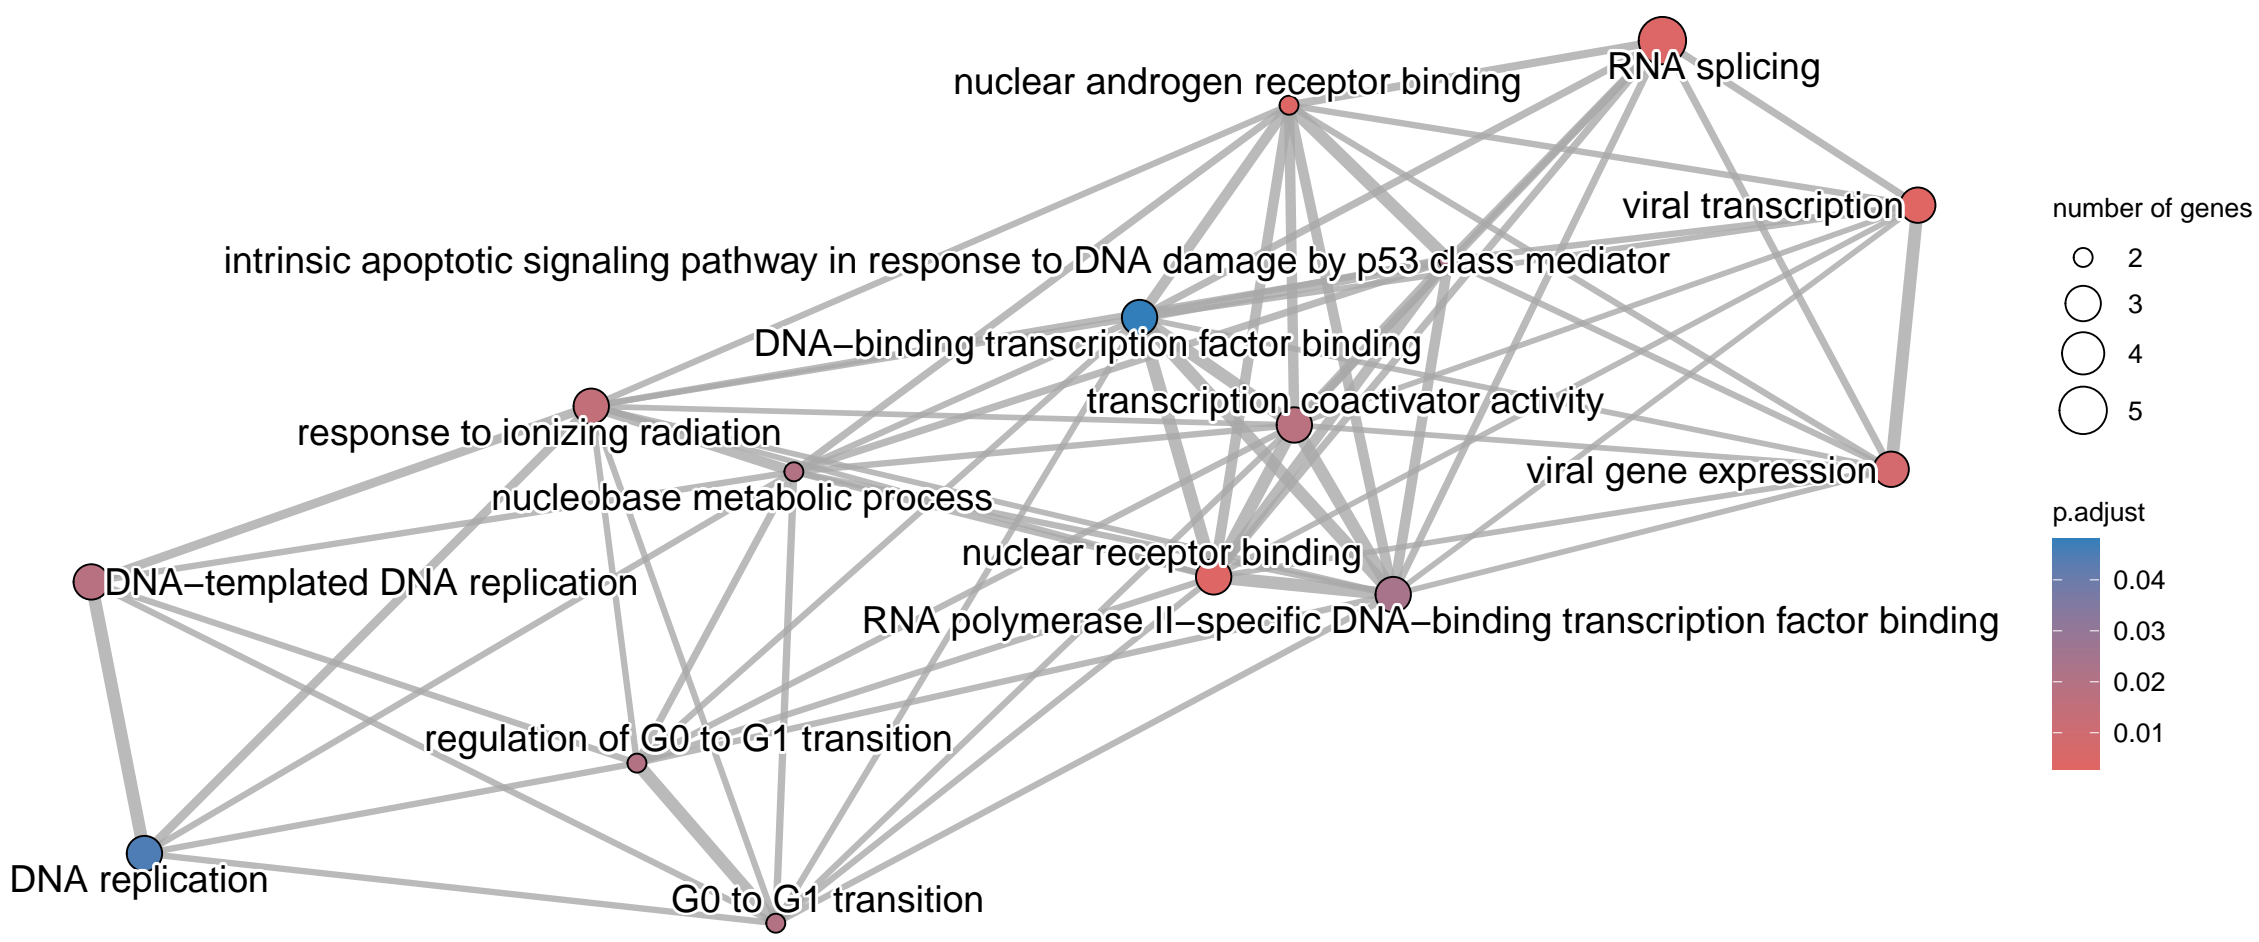 RNA splicing
nuclear androgen receptor binding
viral transcription
intrinsic apoptotic signaling pathway in response to DNA damage by p53 class mediator
DNA−binding transcription factor binding
transcription coactivator activity
response to ionizing radiation
viral gene expression
nucleobase metabolic process
nuclear receptor binding
DNA−templated DNA replication
RNA polymerase II−specific DNA−binding transcription factor binding
regulation of G0 to G1 transition
DNA replication
G0 to G1 transition
number of genes
2
3
4
5
p.adjust
0.04
0.03
0.02
0.01